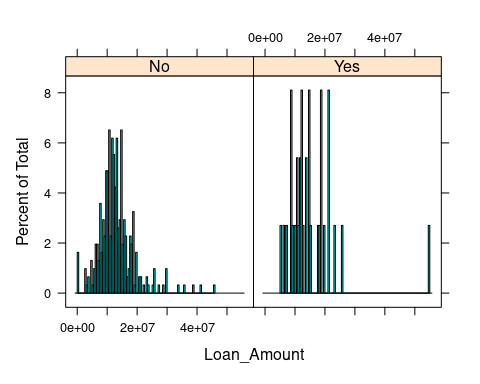 0e+00 2e+07 4e+07
No Yes
Percent of Total
8
6
4
2
0
0e+00 2e+07 4e+07
Loan_Amount